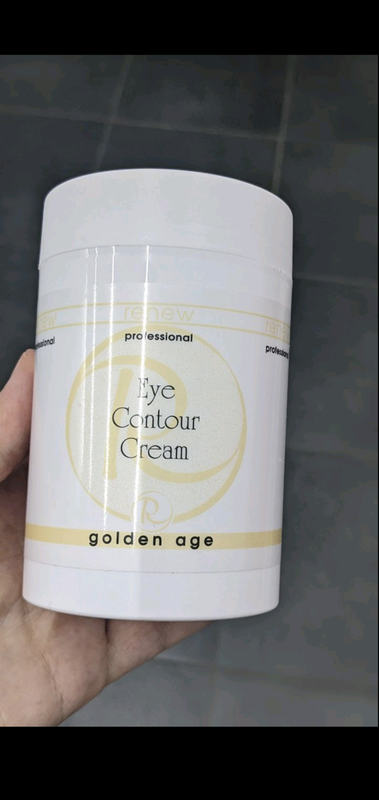 renew
professional
Eye
Contour
Cream
R
golden age